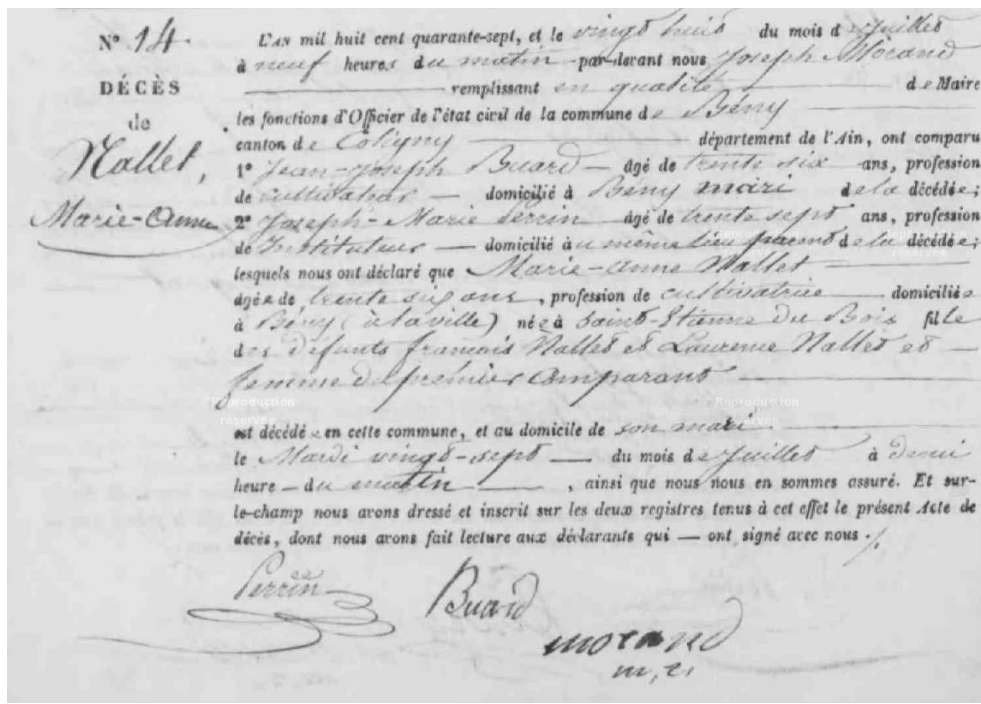 N° 14
DÉCÈS
de
Nallet,
Marie-Anne
L'AN mil huit cent quarante-sept, et le vingt huit du mois de Juillet
à neuf heures du matin par-devant nous Joseph Morand
remplissant en qualité de Maire
les fonctions d'Officier de l'état civil de la commune de Bény
canton de Coligny département de l'Ain, ont comparu
1° Jean-Joseph Buard âgé de trente six ans, profession
de cultivateur domicilié à Bény mari de la décédée;
2° Joseph-Marie Perrin âgé de trente sept ans, profession
de Instituteur domicilié au même lieu parent de la décédée;
lesquels nous ont déclaré que Marie-Anne Nallet
âgée de trente six ans, profession de cultivatrice domiciliée
à Bény (à la ville) née à Saint-Etienne du Bois fille
des défunts françois Nallet et Laurence Nallet et
femme du premier comparant
est décédée en cette commune, et au domicile de son mari
le Mardi vingt-sept du mois de Juillet à demi
heure du matin, ainsi que nous nous en sommes assuré. Et sur-
le-champ nous avons dressé et inscrit sur les deux registres tenus à cet effet le présent Acte de
décès, dont nous avons fait lecture aux déclarants qui — ont signé avec nous ./.
Perrin
Buard
morand
Reproduction
réservée
Reproduction
réservée
Reproduction
réservée